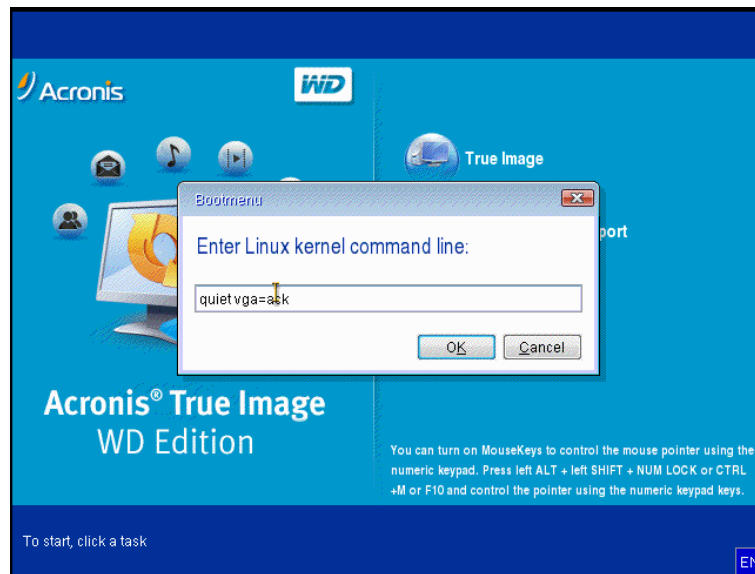 Acronis
WD
True Image
port
Bootmenu
Enter Linux kernel command line:
quiet vga=ask
OK
Cancel
Acronis® True Image
WD Edition
You can turn on MouseKeys to control the mouse pointer using the
numeric keypad. Press left ALT + left SHIFT + NUM LOCK or CTRL
+M or F10 and control the pointer using the numeric keypad keys.
To start, click a task
EN